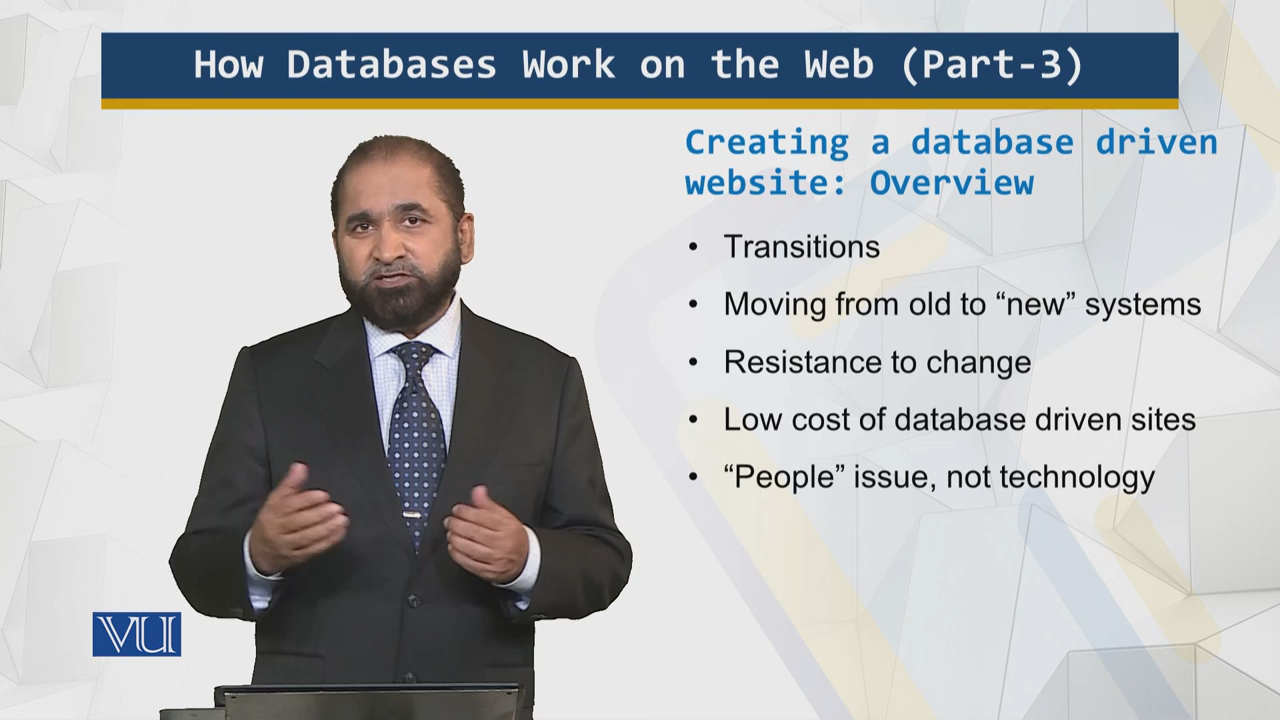 How Databases Work on the Web (Part-3)
Creating a database driven
website: Overview
• Transitions
• Moving from old to “new” systems
• Resistance to change
• Low cost of database driven sites
• “People” issue, not technology
VU